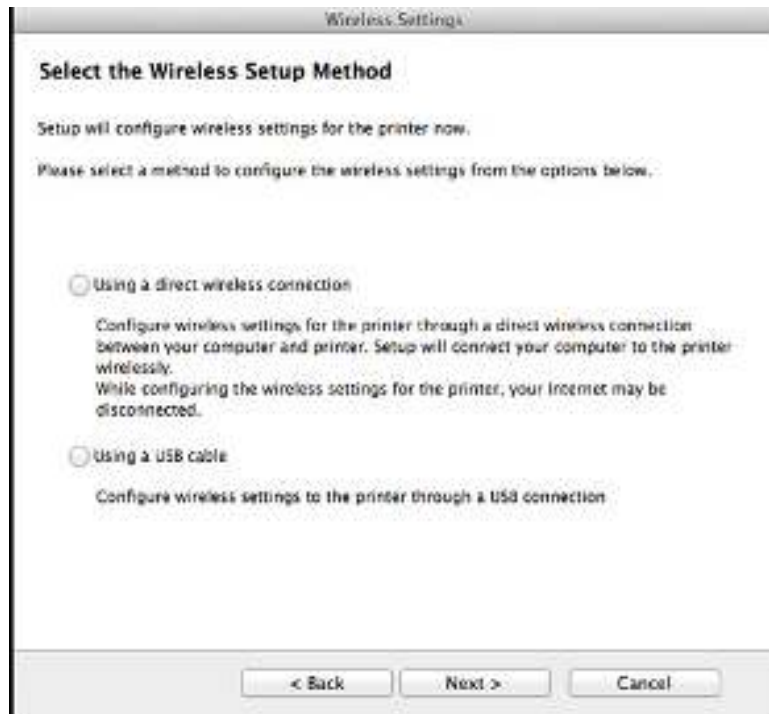 Wireless Settings
Select the Wireless Setup Method
Setup will configure wireless settings for the printer now.
Please select a method to configure the wireless settings from the options below.
Using a direct wireless connection
Configure wireless settings for the printer through a direct wireless connection
between your computer and printer. Setup will connect your computer to the printer
wirelessly.
While configuring the wireless settings for the printer, your Internet may be
disconnected.
Using a USB cable
Configure wireless settings to the printer through a USB connection
< Back Next > Cancel